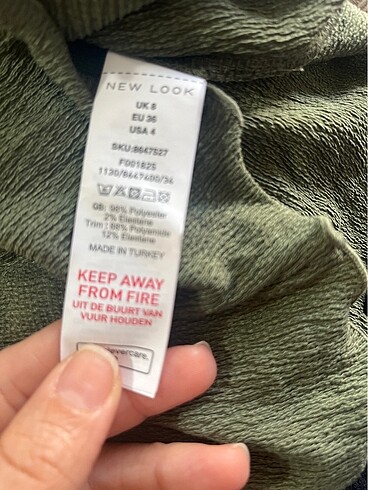 NEW LOOK
UK 8
EU 36
USA 4
SKU:8647527
F001825
1130/8647400/34
GB: 98% Polyester
2% Elastane
Trim: 88% Polyamide
12% Elastane
MADE IN TURKEY
KEEP AWAY
FROM FIRE
UIT DE BUURT VAN
VUUR HOUDEN